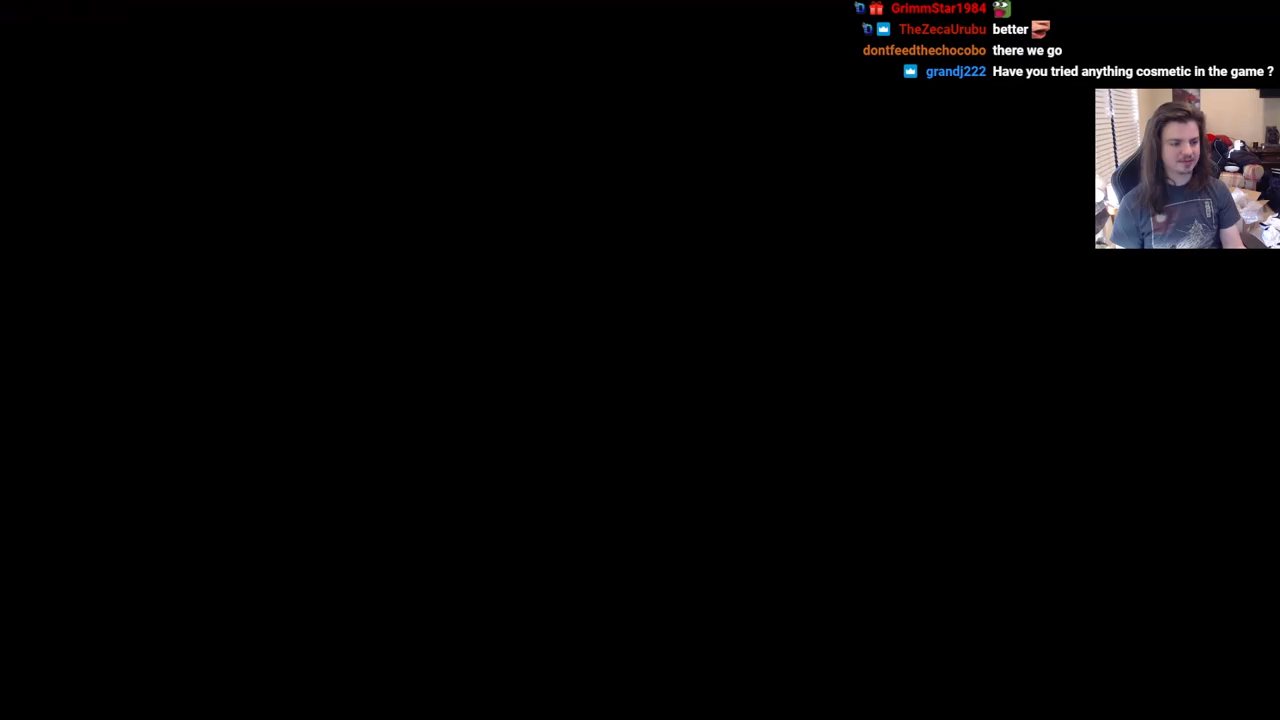 GrimmStar1984
TheZecaUrubu better
dontfeedthechocobo there we go
grandj222 Have you tried anything cosmetic in the game ?